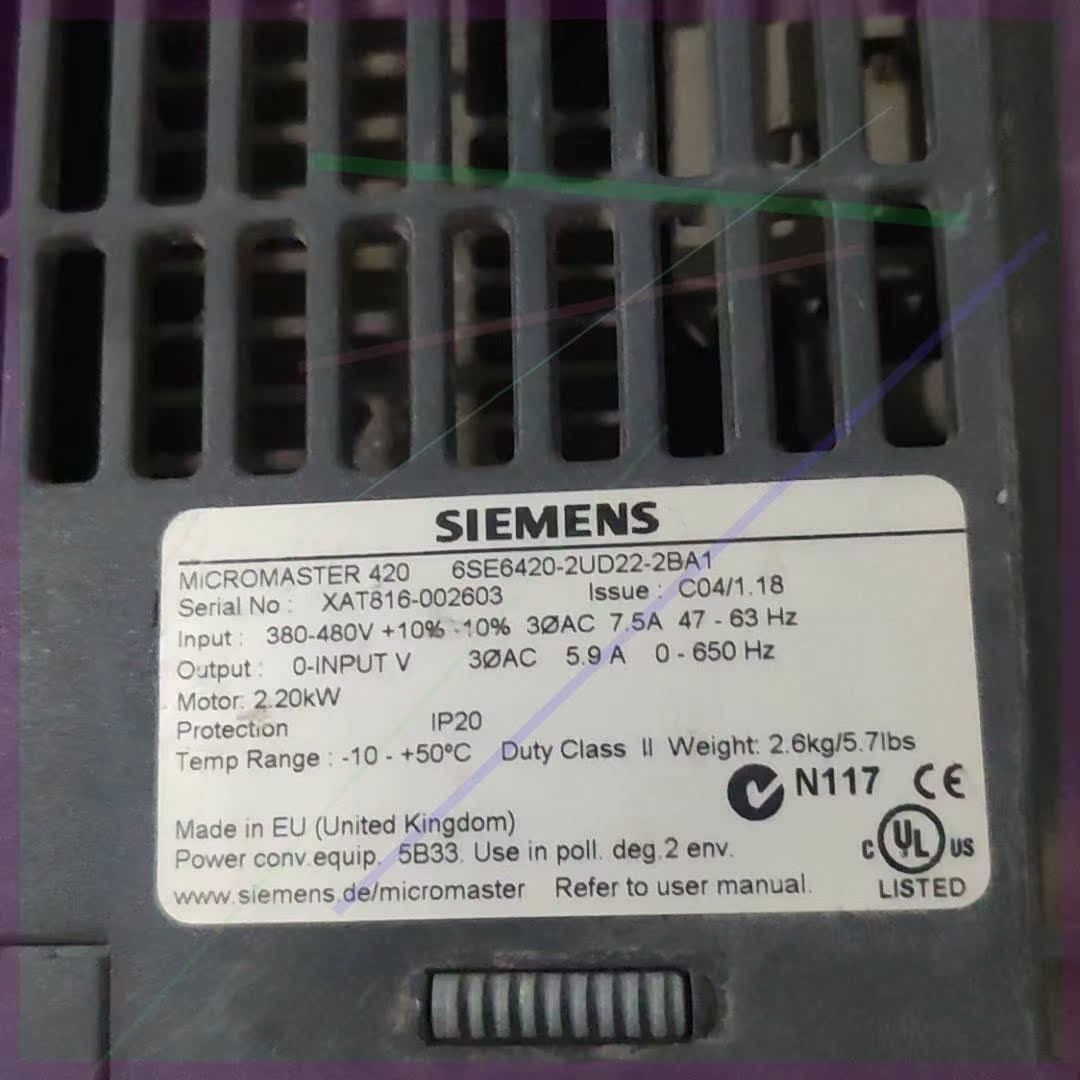 SIEMENS
MICROMASTER 420 6SE6420-2UD22-2BA1
Serial No : XAT816-002603 Issue : C04/1.18
Input : 380-480V +10% -10% 3ØAC 7.5A 47 - 63 Hz
Output : 0-INPUT V 3ØAC 5.9 A 0 - 650 Hz
Motor: 2.20kW
Protection IP20
Temp Range : -10 - +50ºC Duty Class II Weight: 2.6kg/5.7lbs
N117 CE
Made in EU (United Kingdom)
Power conv.equip. 5B33. Use in poll. deg.2 env.
C UL US
www.siemens.de/micromaster Refer to user manual.
LISTED